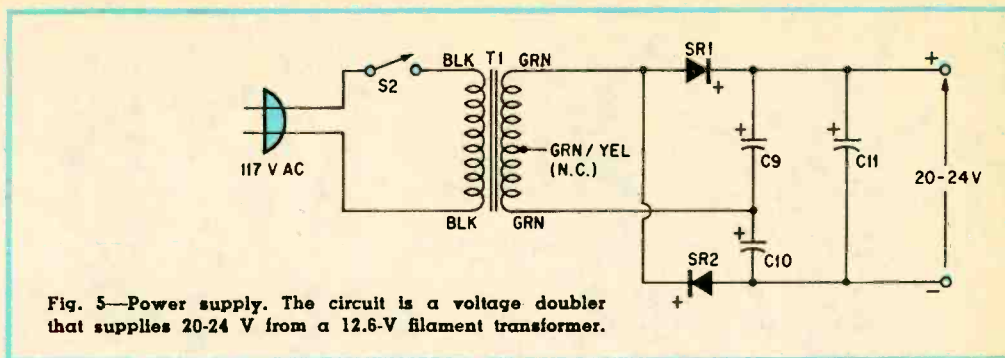 BLK T1 GRN
SR1
+
+
S2
+
+
GRN/YEL
(N.C.)
C9
C11
117 V AC
20-24V
BLK
GRN
+
SR2
C10
+
−
Fig. 5—Power supply. The circuit is a voltage doubler
that supplies 20-24 V from a 12.6-V filament transformer.